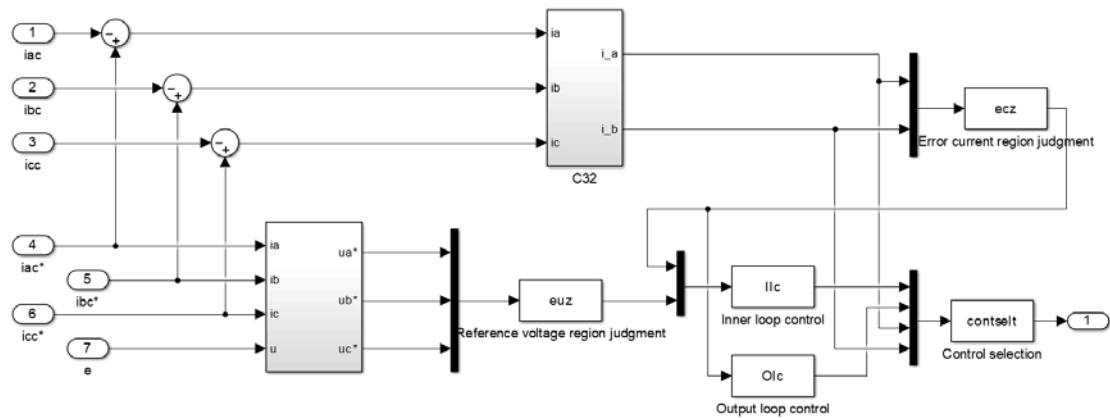 1
iac
2
ibc
3
icc
4
iac*
5
ibc*
6
icc*
7
e
ia
ib
ic
i_a
i_b
C32
ecz
Error current region judgment
ia
ib
ic
u
ua*
ub*
uc*
euz
Reference voltage region judgment
IIc
Inner loop control
OIc
Output loop control
contselt
Control selection
1